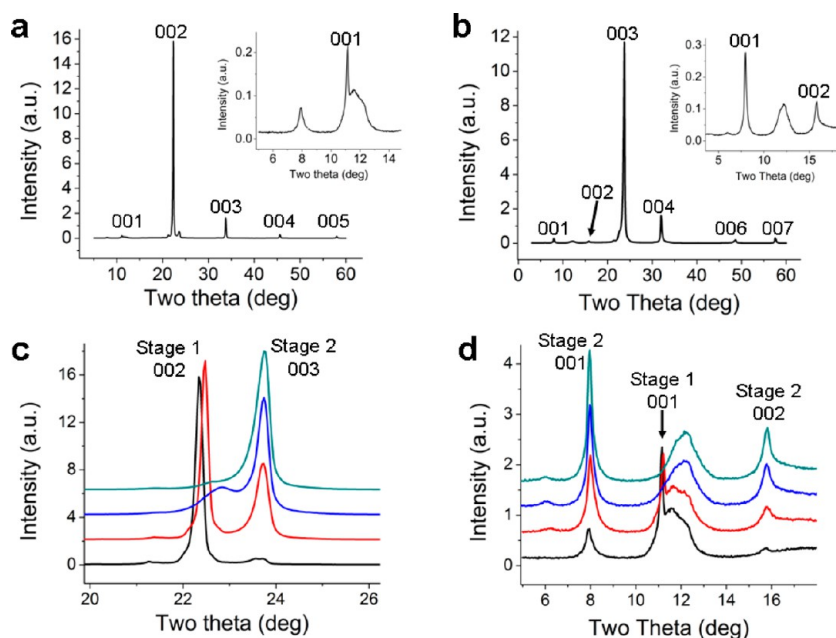 a
002
16
14
12
10
8
6
4
2
0
Intensity (a.u.)
001
003
004
005
10 20 30 40 50 60
Two theta (deg)
001
0.2
0.1
0.0
Intensity (a.u.)
6 8 10 12 14
Two theta (deg)
b
003
12
10
8
6
4
2
0
Intensity (a.u.)
001
002
004
006
007
10 20 30 40 50 60
Two Theta (deg)
001
002
0.3
0.2
0.1
0.0
Intensity (a.u.)
5 10 15
Two Theta (deg)
c
Stage 1
002
Stage 2
003
16
12
8
4
0
Intensity (a.u.)
20 22 24 26
Two theta (deg)
d
Stage 2
001
Stage 1
001
Stage 2
002
4
3
2
1
0
Intensity (a.u.)
6 8 10 12 14 16
Two Theta (deg)